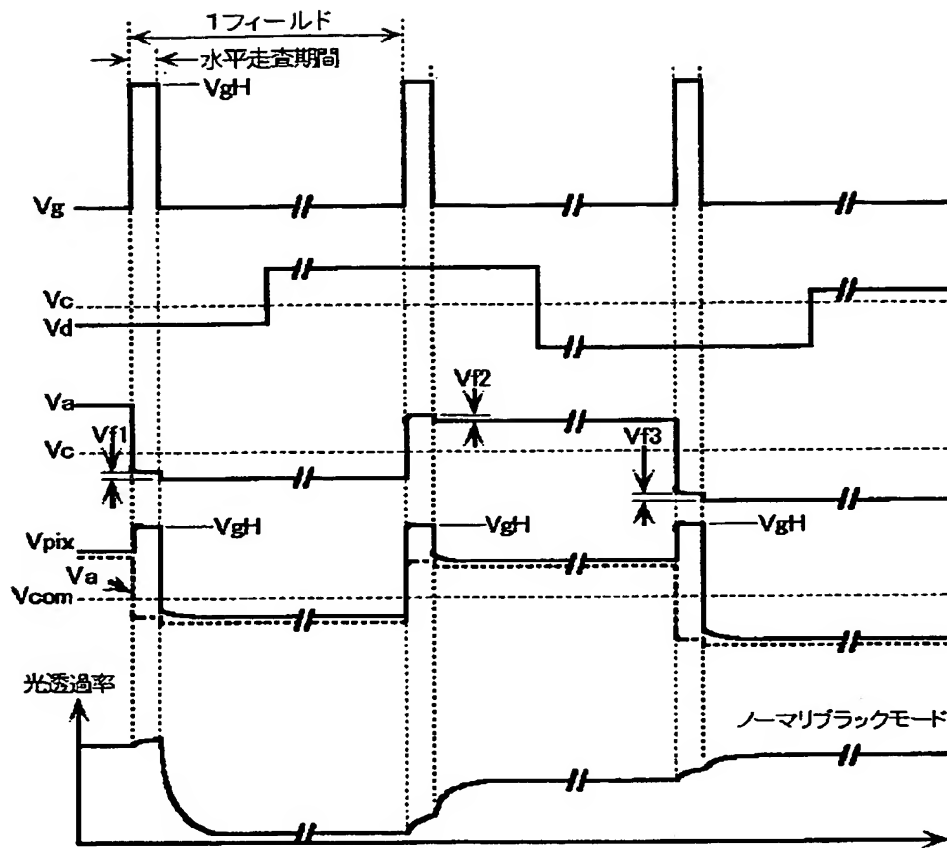 1フィールド
水平走査期間
VgH
Vg
Vc
Vd
Vf2
Va
Vf1
Vf3
Vc
VgH
VgH
VgH
Vpix
Va
Vcom
光透過率
ノーマリブラックモード